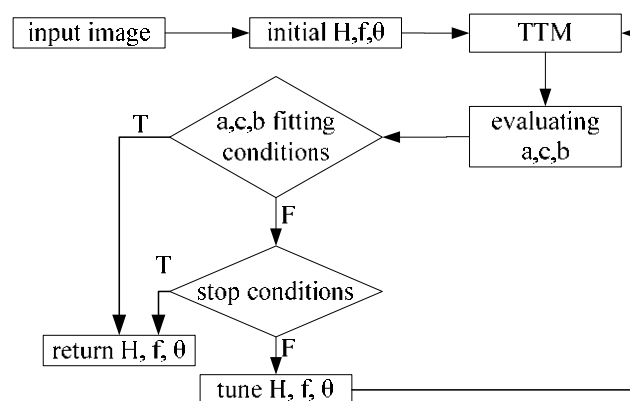 input image
initial H,f,θ
TTM
evaluating
a,c,b
a,c,b fitting
conditions
T
F
stop conditions
T
F
return H, f, θ
tune H, f, θ